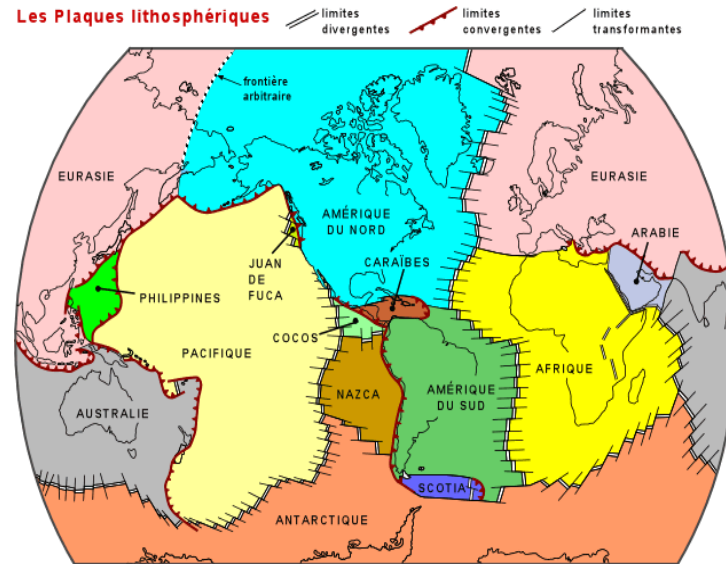 Les Plaques lithosphériques
limites
divergentes
limites
convergentes
limites
transformantes
frontière
arbitraire
EURASIE
AMÉRIQUE
DU NORD
EURASIE
ARABIE
JUAN
DE
FUCA
CARAÏBES
PHILIPPINES
COCOS
PACIFIQUE
NAZCA
AMÉRIQUE
DU SUD
AFRIQUE
AUSTRALIE
SCOTIA
ANTARCTIQUE